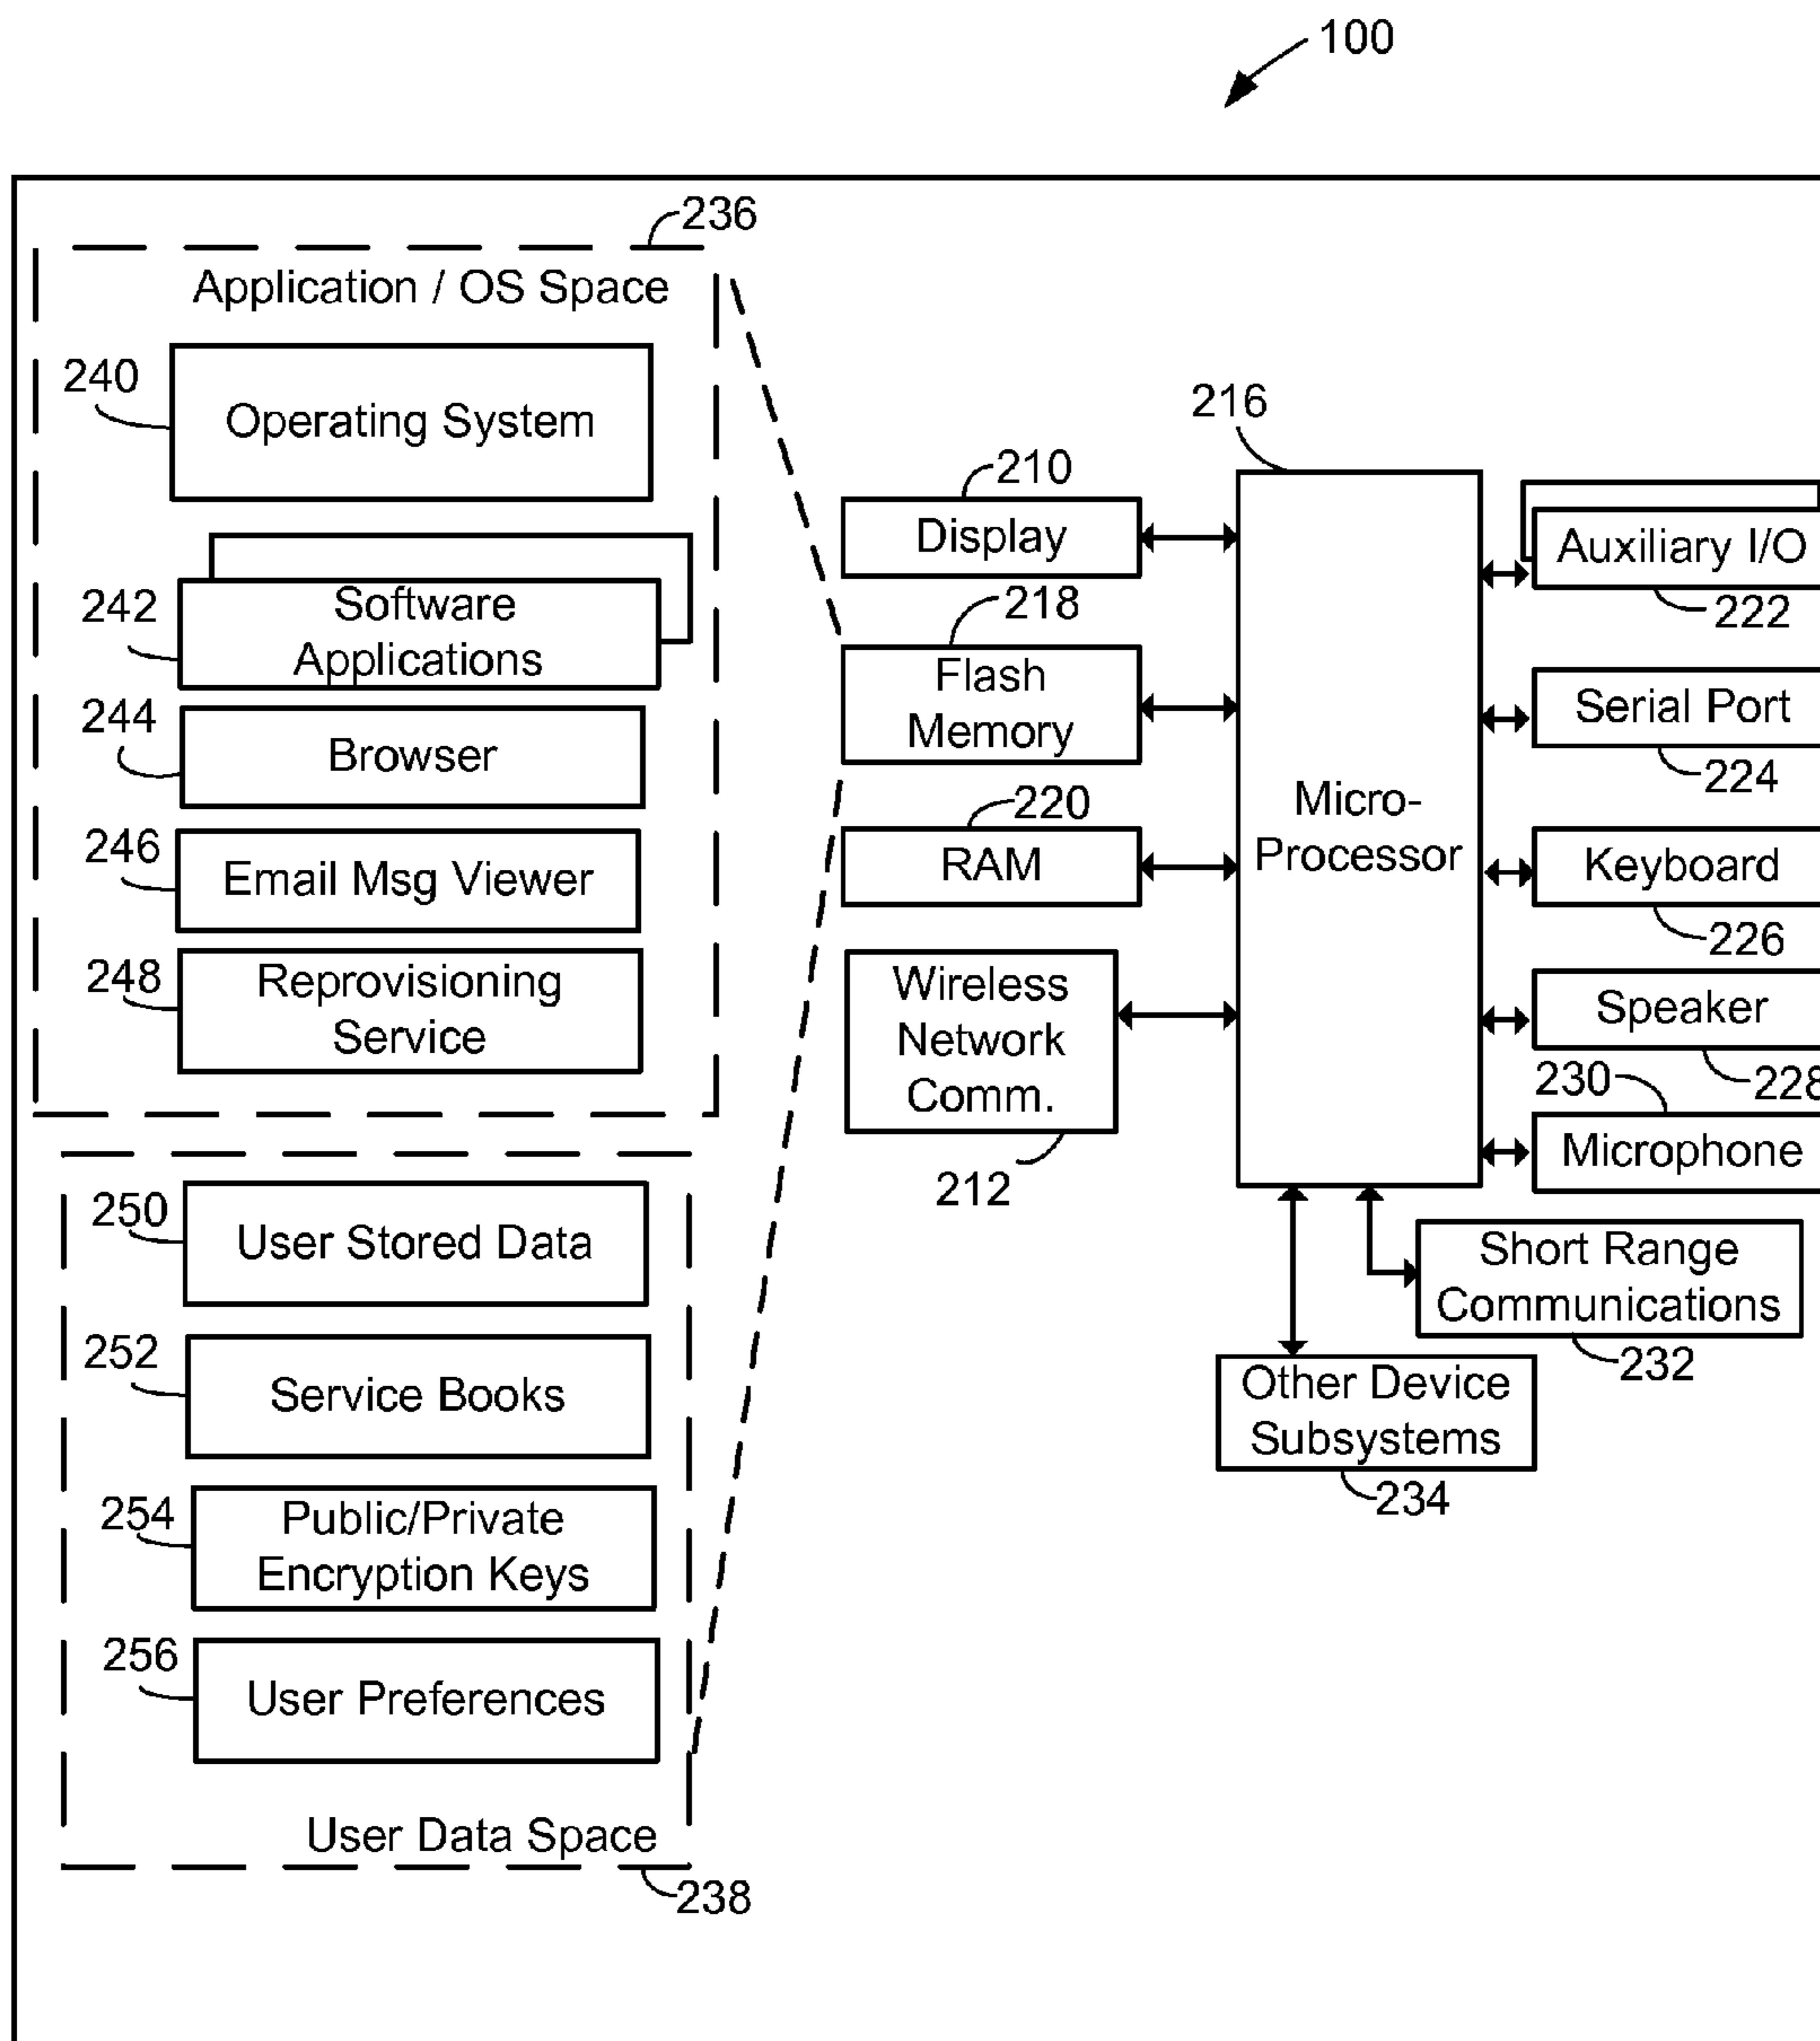 100
236
Application / OS Space
240
Operating System
242
Software
Applications
244
Browser
246
Email Msg Viewer
248
Reprovisioning
Service
250
User Stored Data
252
Service Books
254
Public/Private
Encryption Keys
256
User Preferences
User Data Space
238
210
Display
218
Flash
Memory
220
RAM
Wireless
Network
Comm.
212
216
Micro-
Processor
Auxiliary I/O
222
Serial Port
224
Keyboard
226
Speaker
228
230
Microphone
Short Range
Communications
232
Other Device
Subsystems
234